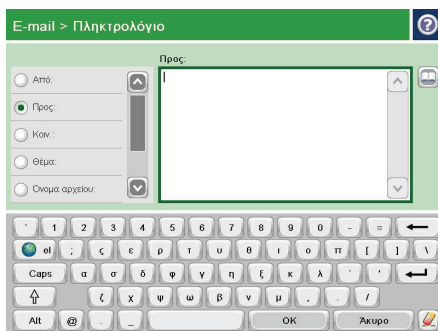 E-mail > Πληκτρολόγιο
?
Προς:
Από:
Προς:
Κοιν.:
Θέμα:
Όνομα αρχείου:
` 1 2 3 4 5 6 7 8 9 0 - =
el ; ς ε ρ τ υ θ ι ο π [ ] \
Caps α σ δ φ γ η ξ κ λ ΄ '
ζ χ ψ ω β ν μ , . /
Alt @ . _ OK Άκυρο